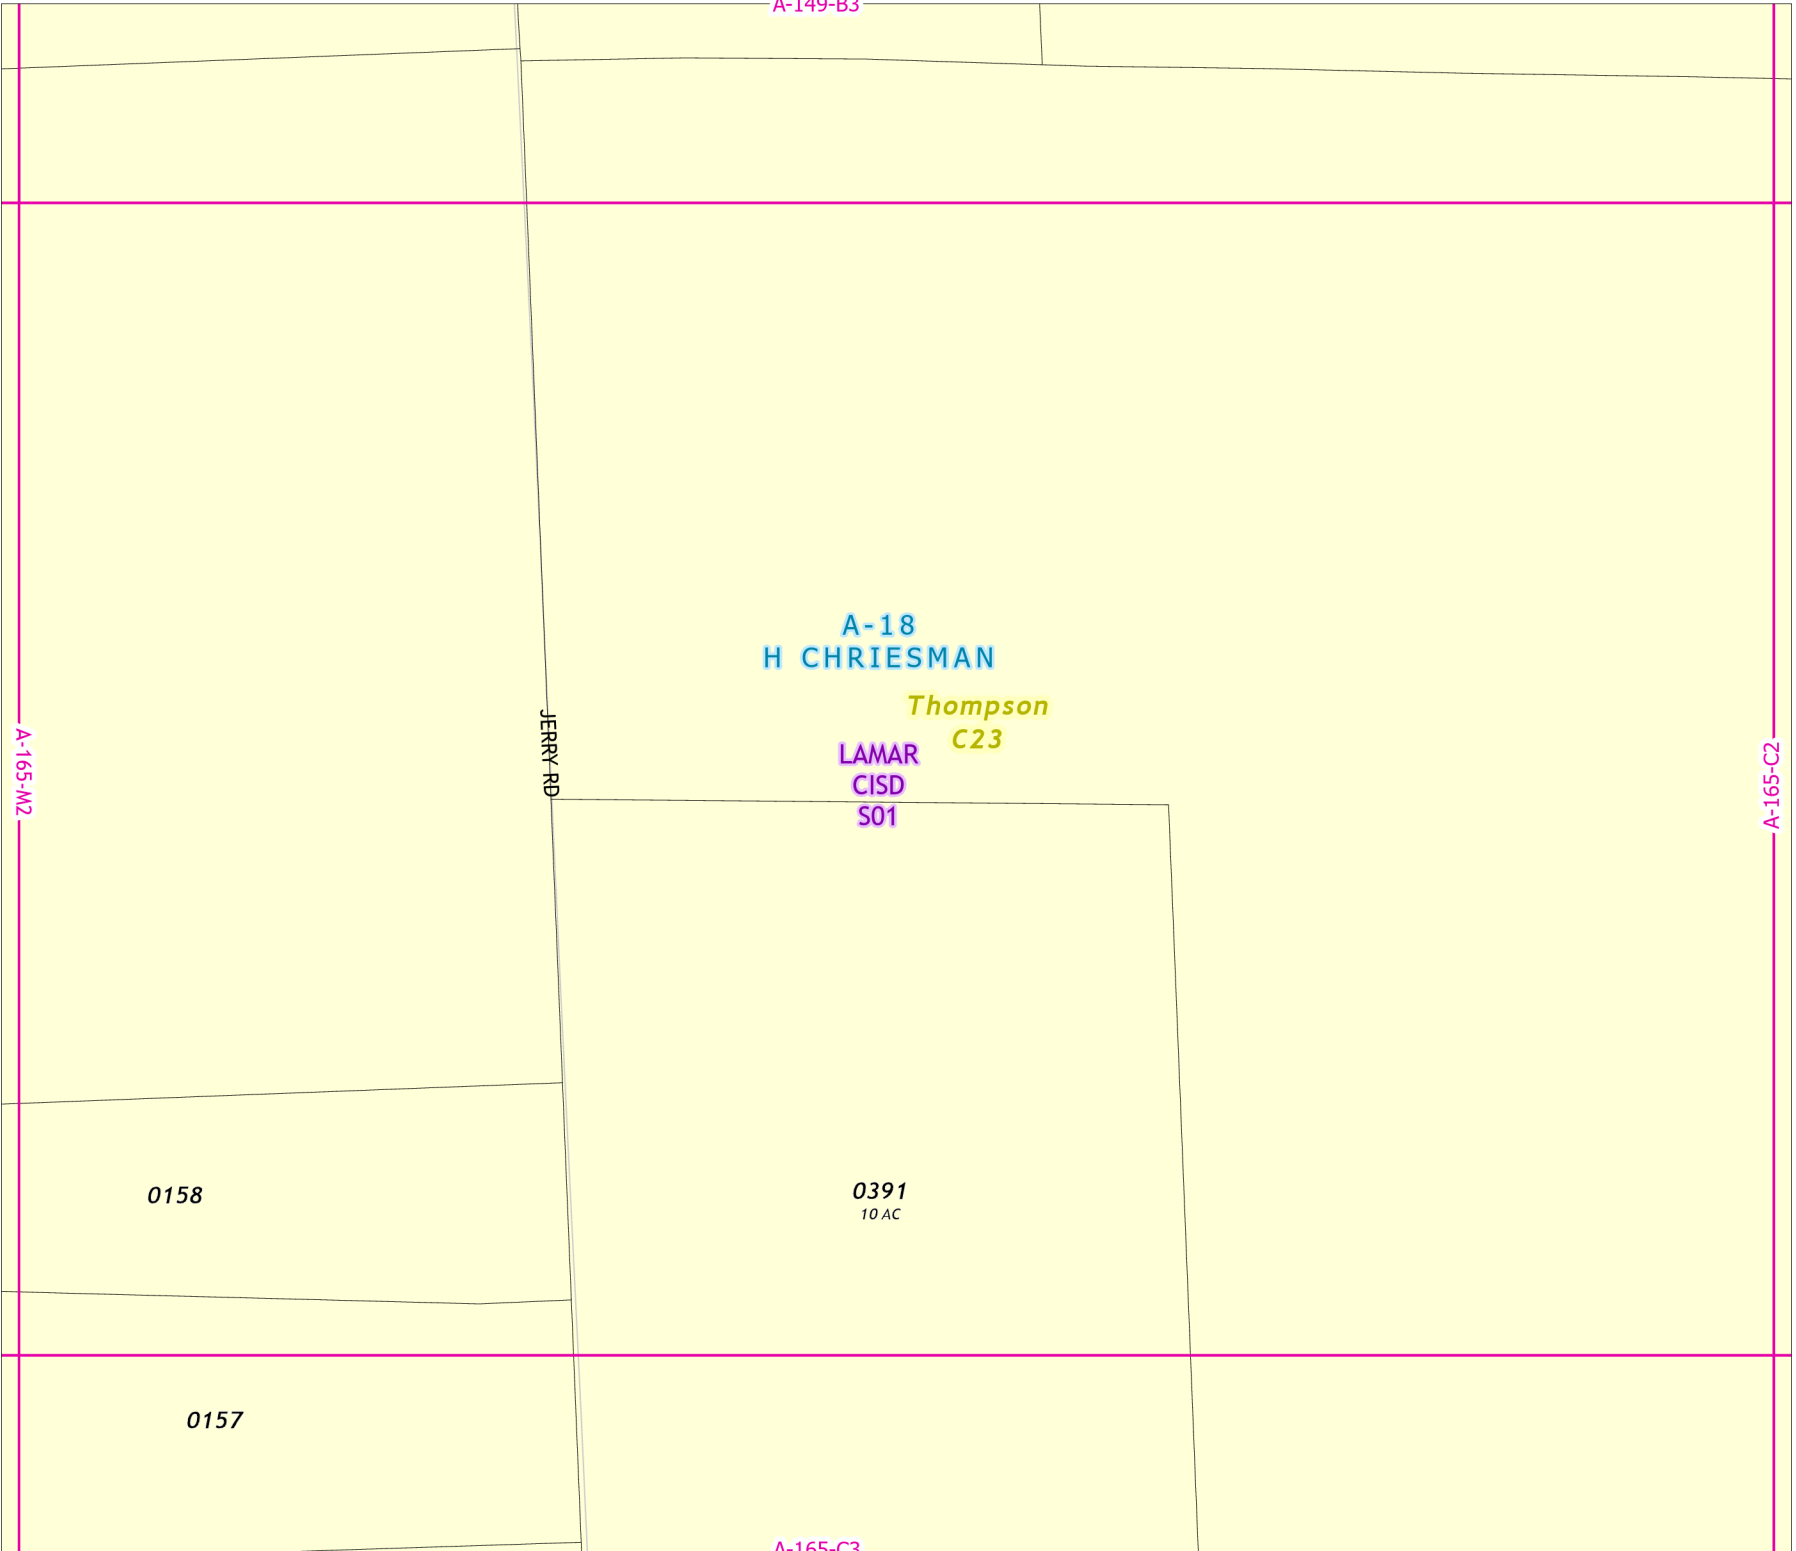 A-149-B3
A-18
H CHRIESMAN
Thompson
C23
JERRY RD
LAMAR
CISD
S01
A-165-M2
A-165-C2
0158
0391
10 AC
0157
A-165-C3